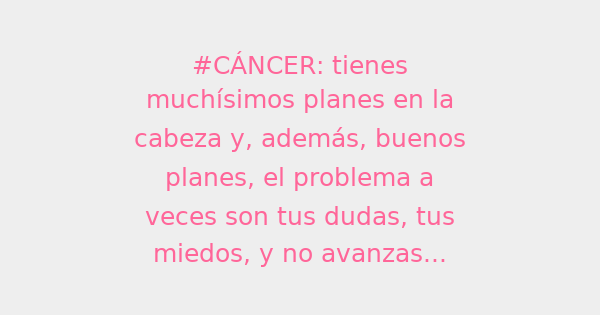 #CÁNCER: tienes
muchísimos planes en la
cabeza y, además, buenos
planes, el problema a
veces son tus dudas, tus
miedos, y no avanzas...